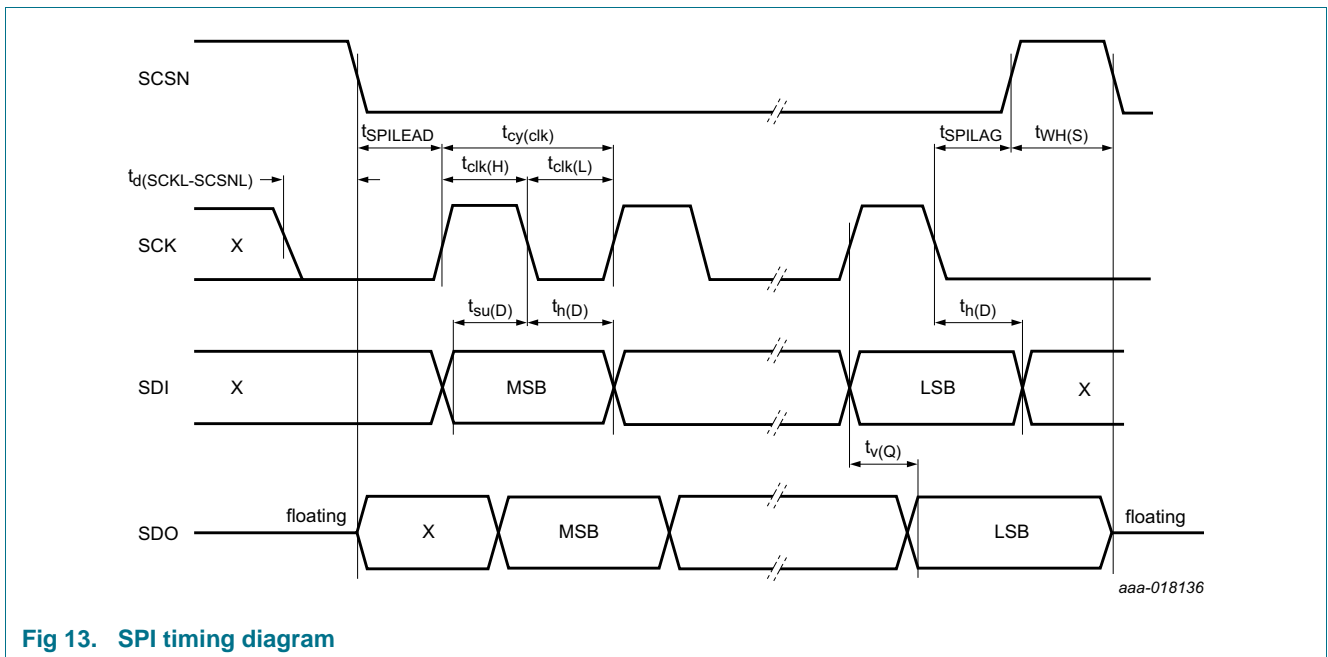 SCSN
tSPILEAD tcy(clk) tSPILAG tWH(S)
td(SCKL-SCSNL) tclk(H) tclk(L)
SCK X
tsu(D) th(D) th(D)
SDI X MSB LSB X
tv(Q)
floating floating
SDO X MSB LSB
aaa-018136
Fig 13. SPI timing diagram